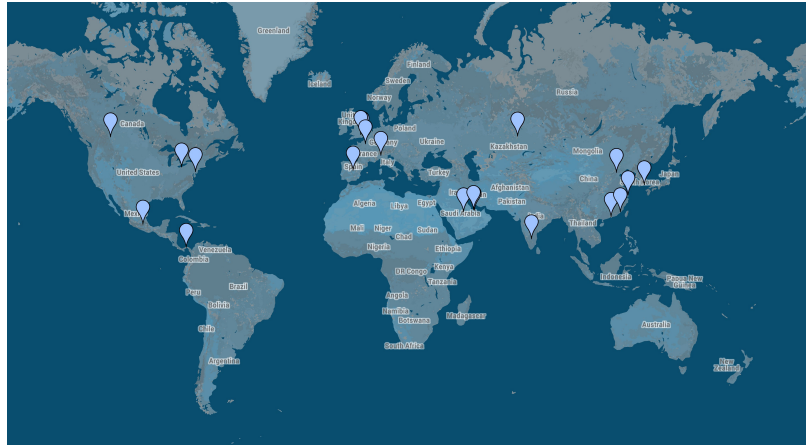 Greenland
Iceland
Finland
Sweden
Norway
Russia
Canada
Poland
Ukraine
Kazakhstan
Mongolia
Spain
Italy
Turkey
United States
China
Japan
Afghanistan
Pakistan
Algeria
Libya
Egypt
Saudi Arabia
Mali
Niger
Chad
Sudan
Thailand
Venezuela
Colombia
Nigeria
Ethiopia
Kenya
DR Congo
Tanzania
Indonesia
Papua New
Guinea
Peru
Brazil
Bolivia
Angola
Namibia
Botswana
Madagascar
Australia
Chile
South Africa
Argentina
New
Zealand